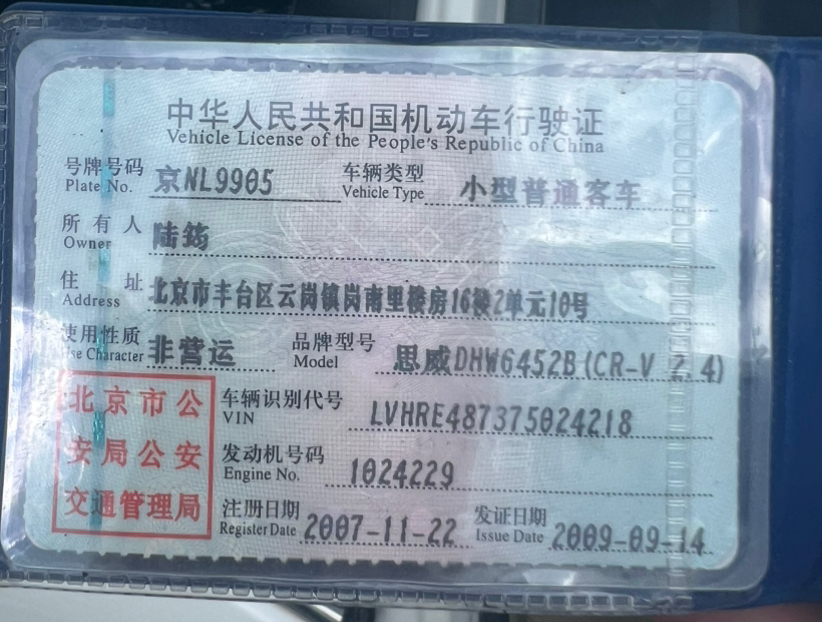 中华人民共和国机动车行驶证
Vehicle License of the People's Republic of China
号牌号码 京NL9905 车辆类型 小型普通客车
Plate No. Vehicle Type
所有人 陆筠
Owner
住址 北京市丰台区云岗镇岗南里楼房16楼2单元10号
Address
使用性质 非营运 品牌型号 思威DHW6452B(CR-V 2.4)
Use Character Model
北京市公
安局公安
交通管理局
车辆识别代号 LVHRE487375024218
VIN
发动机号码 1024229
Engine No.
注册日期 2007-11-22 发证日期 2009-09-14
Register Date Issue Date